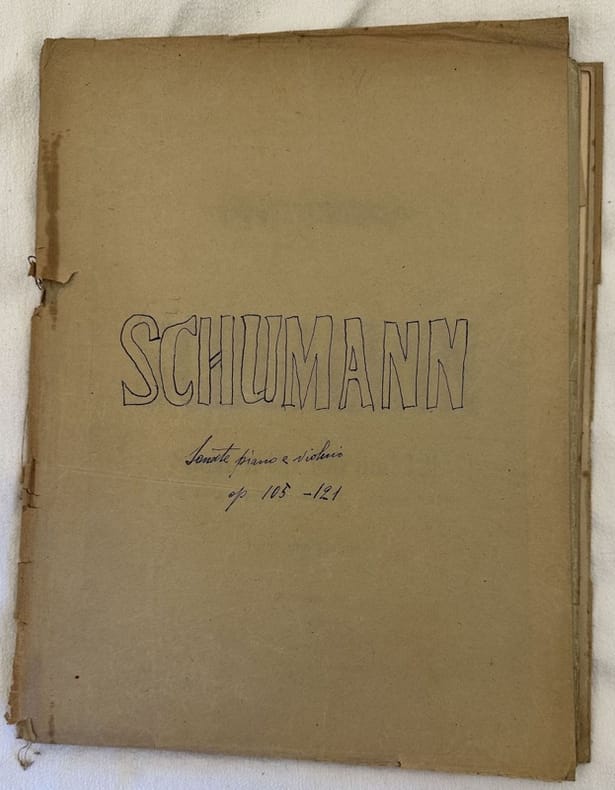 SCHUMANN
Sonate piano e violino
op 105 - 121